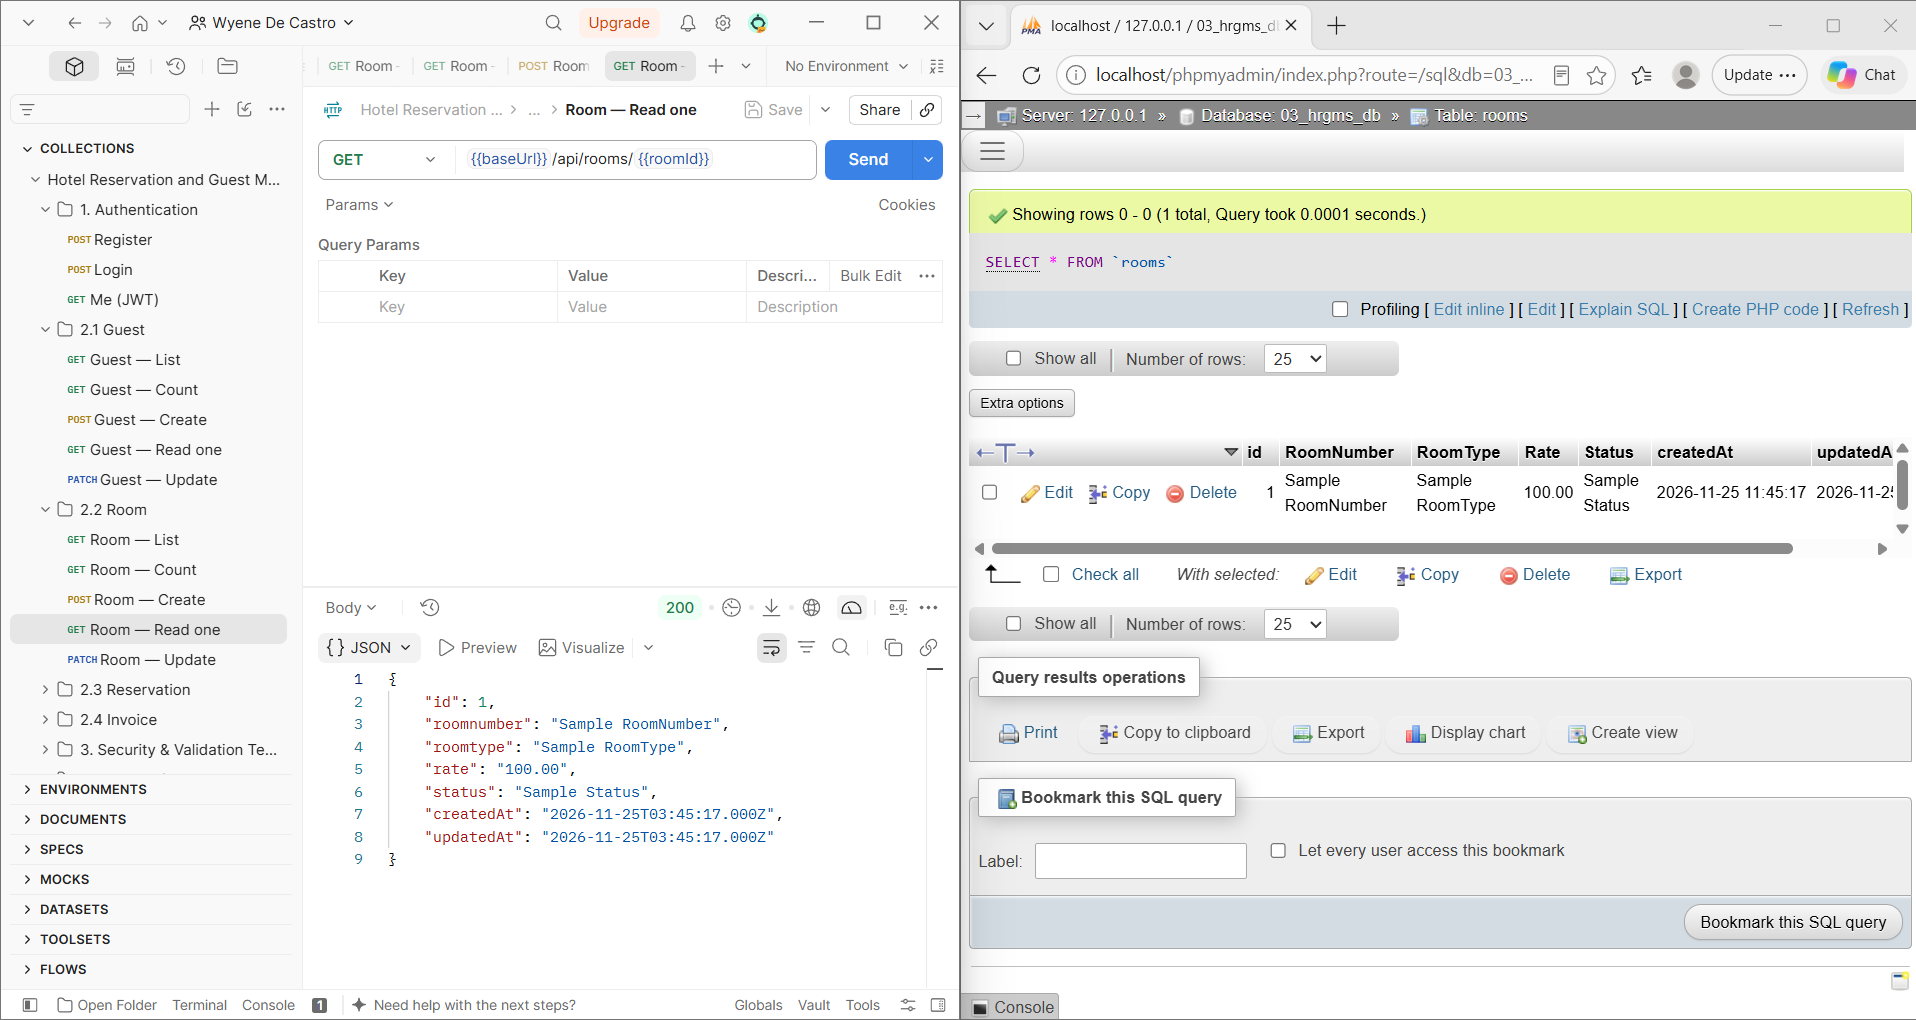 Wyene De Castro
Upgrade
GET Room -
GET Room -
POST Room
GET Room -
No Environment
HTTP
Hotel Reservation ... > ... > Room — Read one
Save
Share
COLLECTIONS
Hotel Reservation and Guest M...
1. Authentication
POST Register
POST Login
GET Me (JWT)
2.1 Guest
GET Guest — List
GET Guest — Count
POST Guest — Create
GET Guest — Read one
PATCH Guest — Update
2.2 Room
GET Room — List
GET Room — Count
POST Room — Create
GET Room — Read one
PATCH Room — Update
2.3 Reservation
2.4 Invoice
3. Security & Validation Te...
ENVIRONMENTS
DOCUMENTS
SPECS
MOCKS
DATASETS
TOOLSETS
FLOWS
GET
{{baseUrl}} /api/rooms/ {{roomId}}
Send
Params
Cookies
Query Params
Key Value Descri... Bulk Edit
Key Value Description
Body
200
e.g.
{} JSON
Preview
Visualize
1 {
2 "id": 1,
3 "roomnumber": "Sample RoomNumber",
4 "roomtype": "Sample RoomType",
5 "rate": "100.00",
6 "status": "Sample Status",
7 "createdAt": "2026-11-25T03:45:17.000Z",
8 "updatedAt": "2026-11-25T03:45:17.000Z"
9 }
Open Folder Terminal Console 1 Need help with the next steps? Globals Vault Tools
PMA localhost / 127.0.0.1 / 03_hrgms_d
localhost/phpmyadmin/index.php?route=/sql&db=03_...
Update
Chat
Server: 127.0.0.1 » Database: 03_hrgms_db » Table: rooms
Showing rows 0 - 0 (1 total, Query took 0.0001 seconds.)
SELECT * FROM `rooms`
Profiling [ Edit inline ] [ Edit ] [ Explain SQL ] [ Create PHP code ] [ Refresh ]
Show all Number of rows: 25
Extra options
←T→ id RoomNumber RoomType Rate Status createdAt updatedA
Edit Copy Delete 1 Sample RoomNumber Sample RoomType 100.00 Sample Status 2026-11-25 11:45:17 2026-11-25
Check all With selected: Edit Copy Delete Export
Show all Number of rows: 25
Query results operations
Print Copy to clipboard Export Display chart Create view
Bookmark this SQL query
Label:
Let every user access this bookmark
Bookmark this SQL query
Console